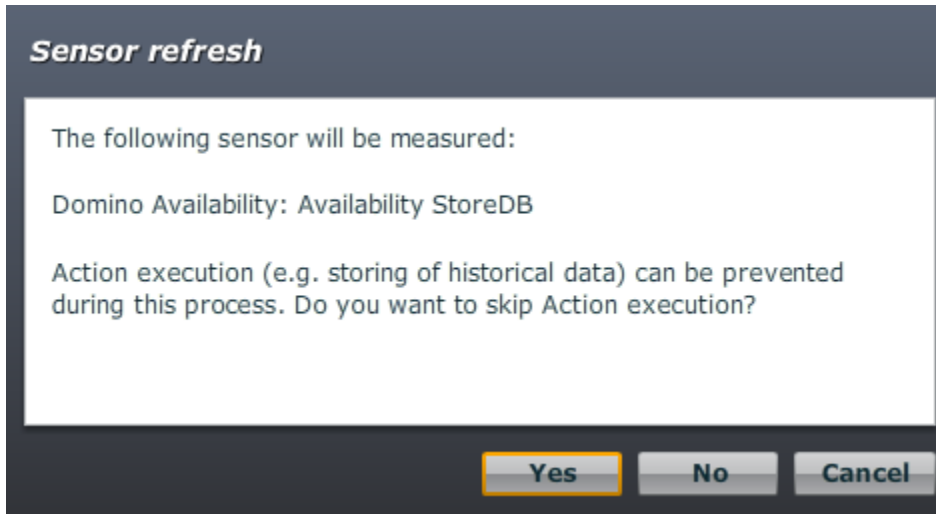 Sensor refresh
The following sensor will be measured:
Domino Availability: Availability StoreDB
Action execution (e.g. storing of historical data) can be prevented
during this process. Do you want to skip Action execution?
Yes No Cancel